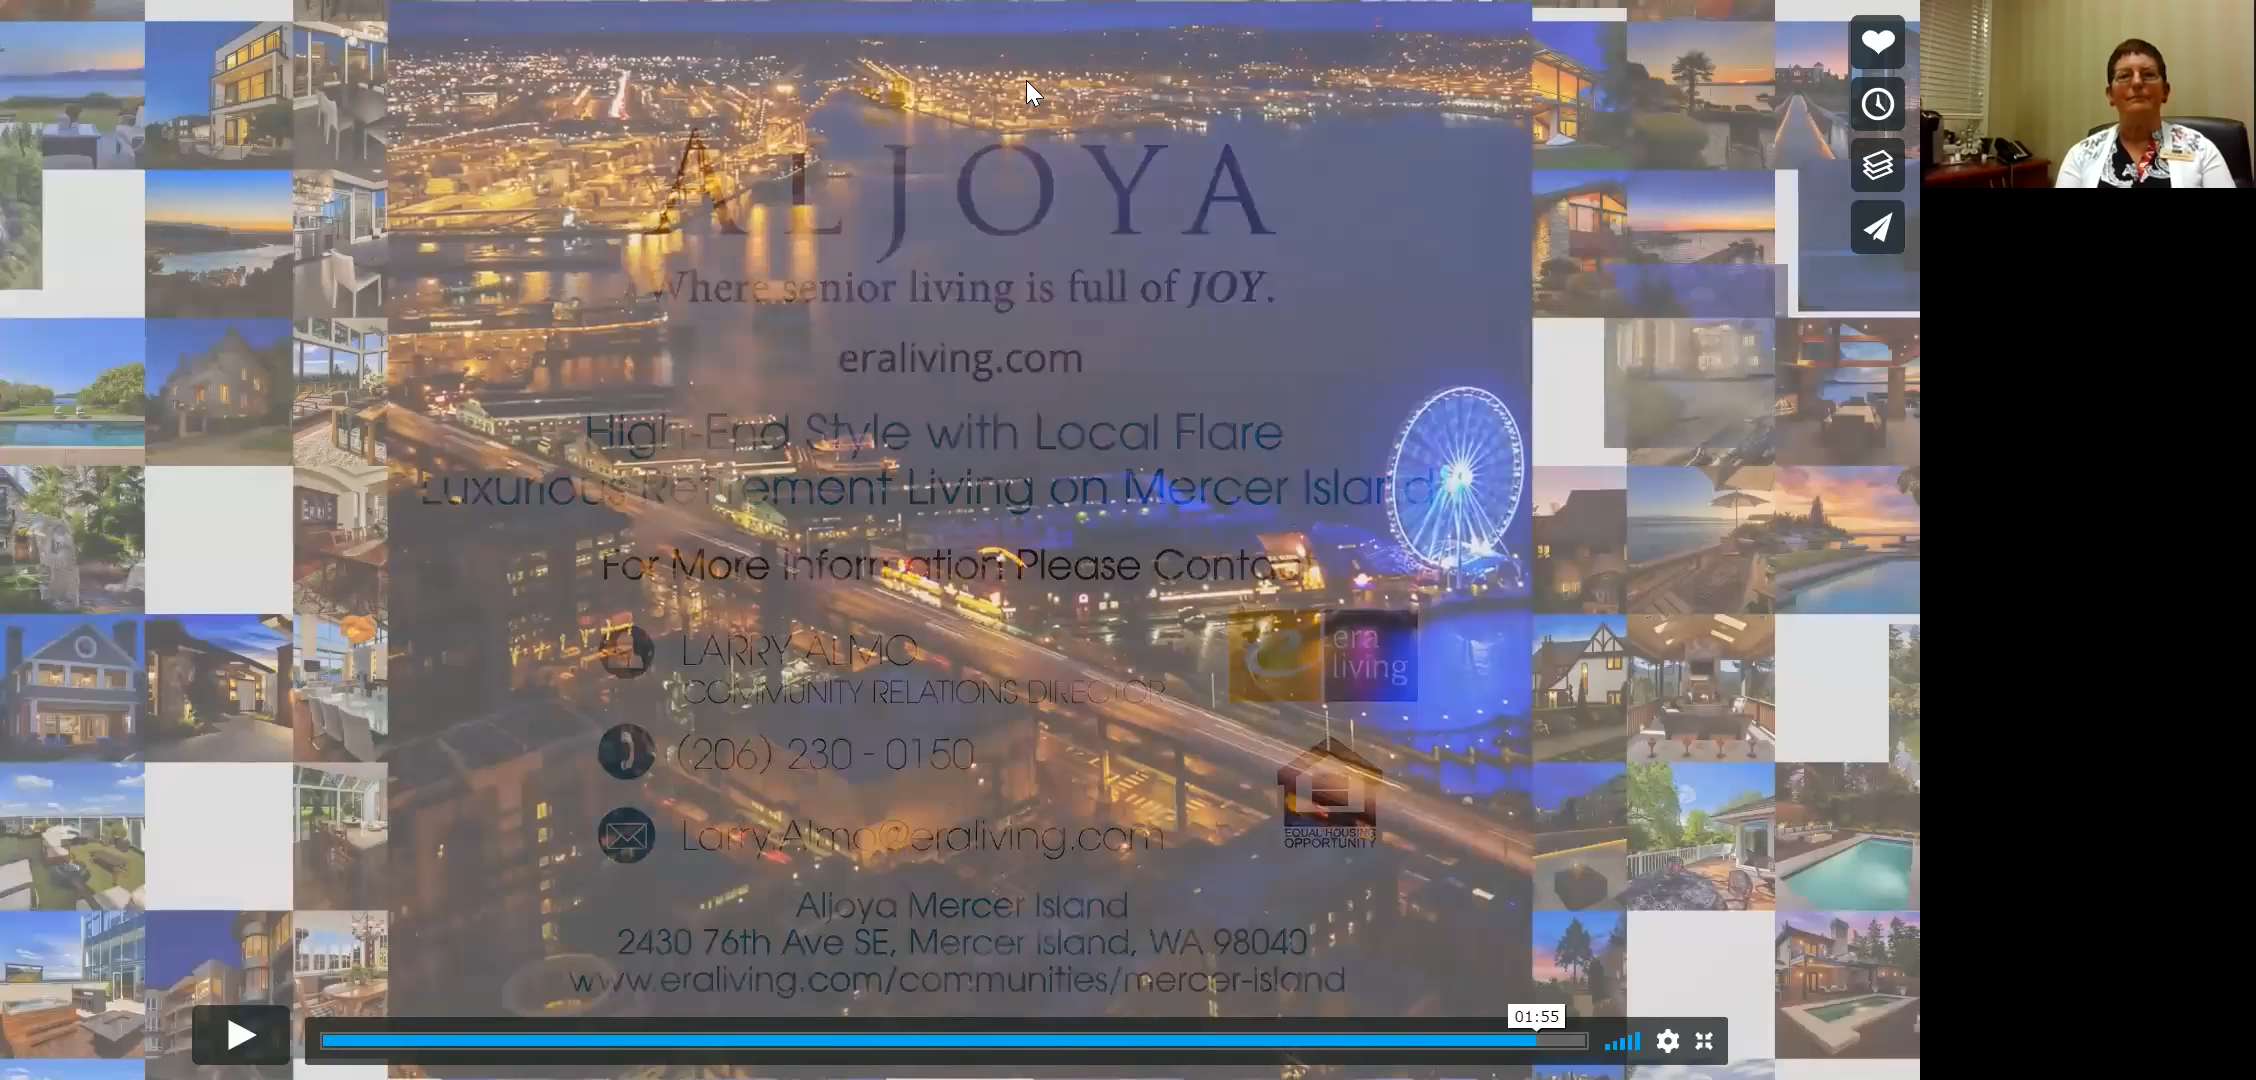 ALJOYA
Where senior living is full of JOY.
eraliving.com
High-End Style with Local Flare
Luxurious Retirement Living on Mercer Island
For More Information Please Contact
LARRY ALMO
COMMUNITY RELATIONS DIRECTOR
era
living
(206) 230 - 0150
Larry.Almo@eraliving.com
EQUAL HOUSING
OPPORTUNITY
Aljoya Mercer Island
2430 76th Ave SE, Mercer Island, WA 98040
www.eraliving.com/communities/mercer-island
01:55